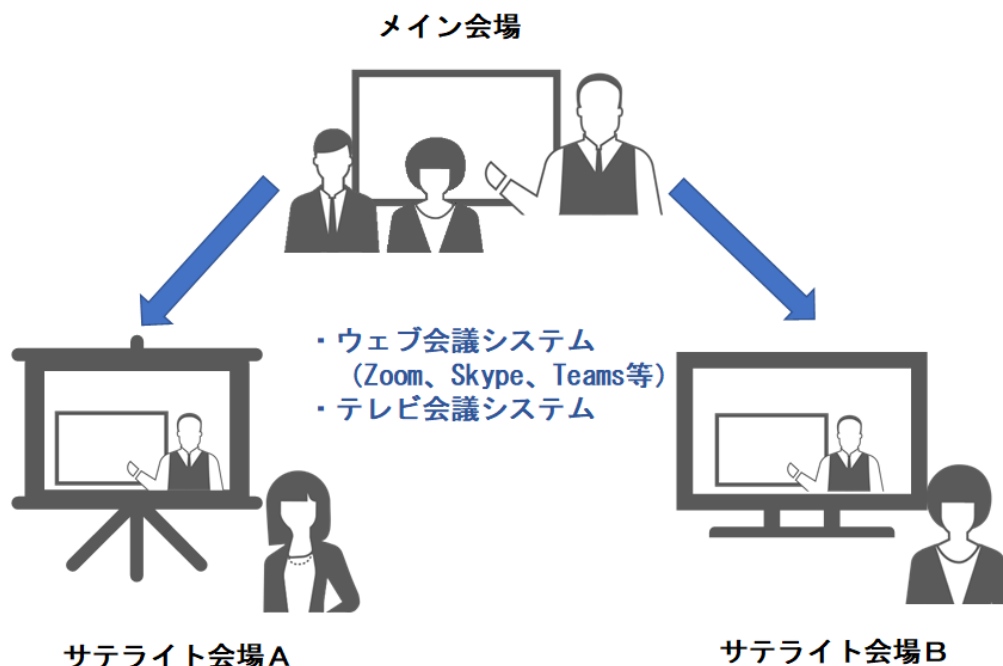 メイン会場
・ウェブ会議システム
（Zoom、Skype、Teams等）
・テレビ会議システム
サテライト会場A
サテライト会場B